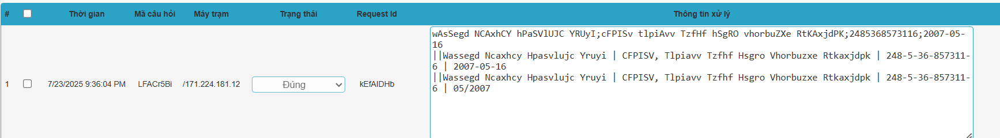 # Thời gian Mã câu hỏi Máy trạm Trạng thái Request Id Thông tin xử lý
1 7/23/2025 9:36:04 PM LFACr5Bi /171.224.181.12 Đúng kEfAIDHb
wAsSegd NCAxhCY hPaSVlUJC YRUyI;cFPISv tlpiAvv TzfHf hSgRO vhorbuZXe RtKAxjdPK;2485368573116;2007-05-
16
||Wassegd Ncaxhcy Hpasvlujc Yruyi | CFPISV, Tlpiavv Tzfhf Hsgro Vhorbuzxe Rtkaxjdpk | 248-5-36-857311-
6 | 2007-05-16
||Wassegd Ncaxhcy Hpasvlujc Yruyi | CFPISV, Tlpiavv Tzfhf Hsgro Vhorbuzxe Rtkaxjdpk | 248-5-36-857311-
6 | 05/2007